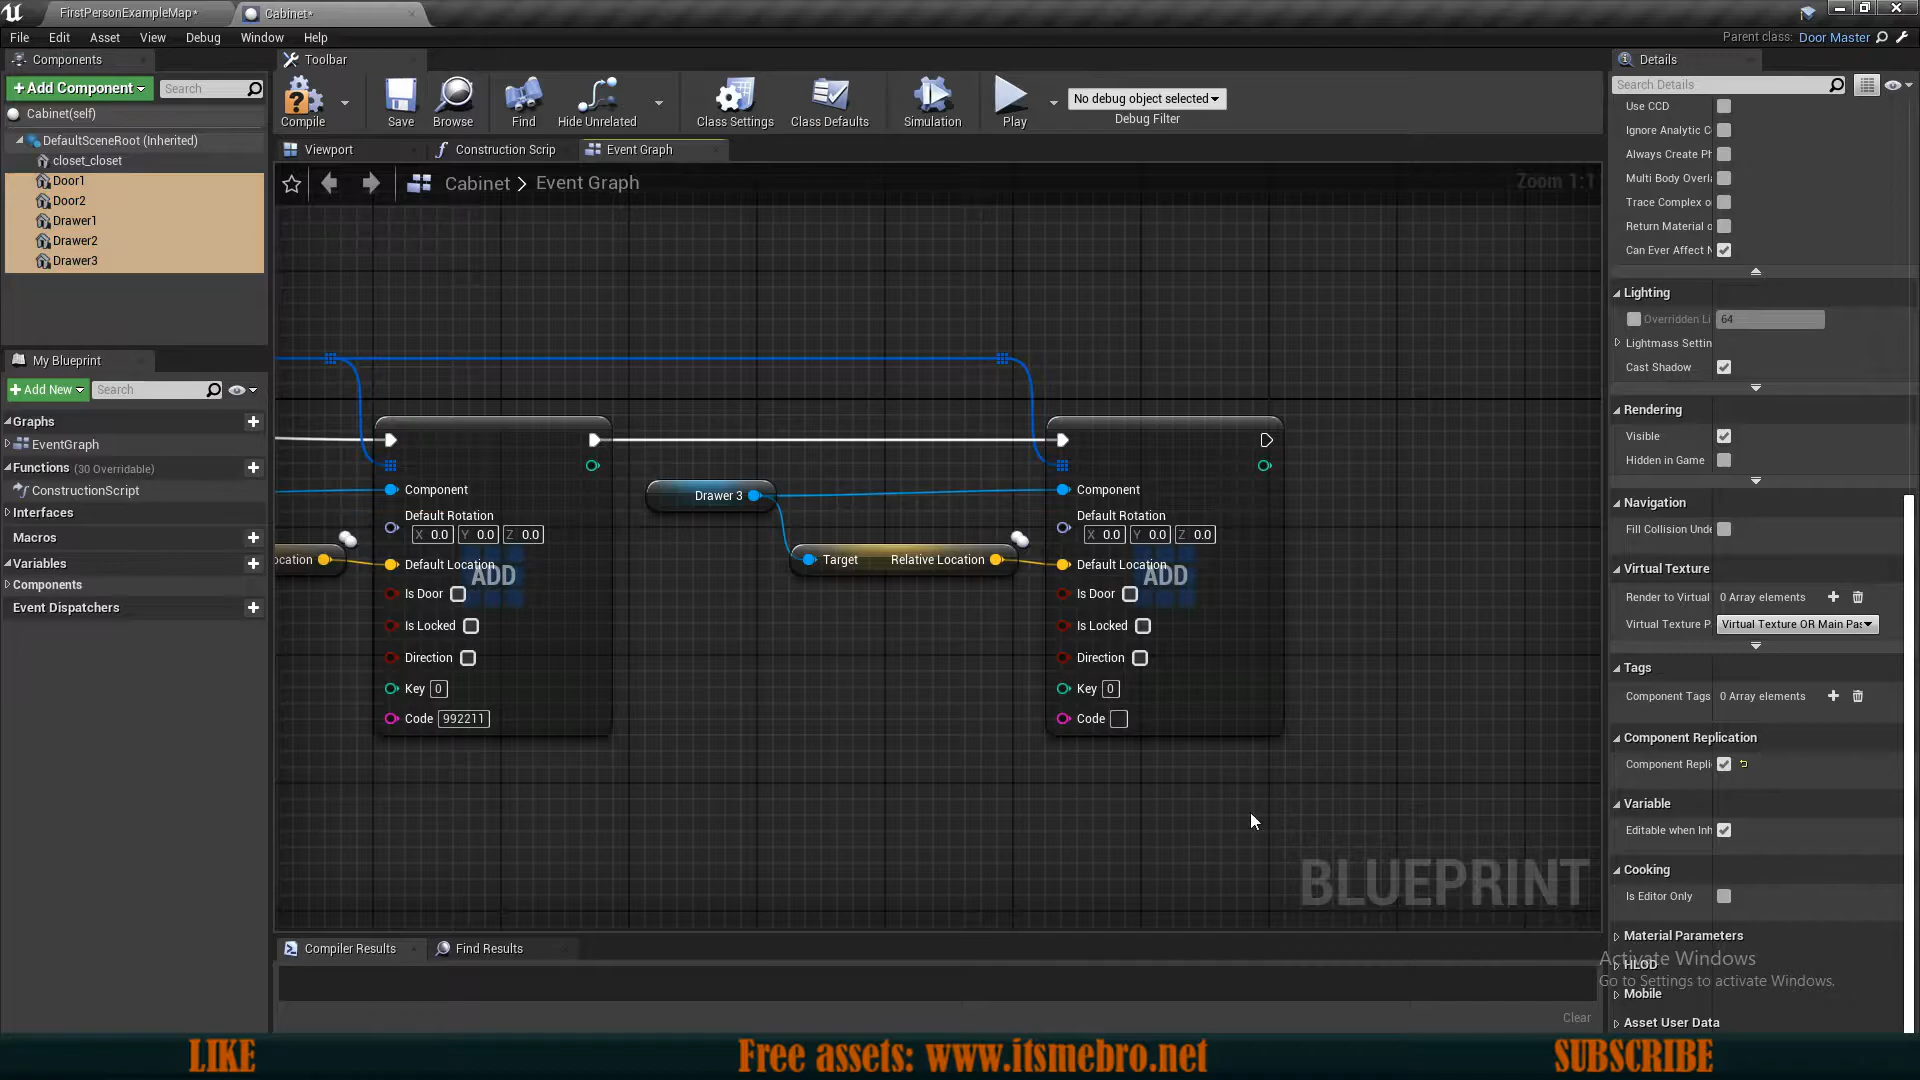 FirstPersonExampleMap*
Cabinet*
File Edit Asset View Debug Window Help
Parent class: Door Master
Components
Toolbar
Details
+Add Component
Search
Cabinet(self)
DefaultSceneRoot (Inherited)
closet_closet
Door1
Door2
Drawer1
Drawer2
Drawer3
Compile
Save
Browse
Find
Hide Unrelated
Class Settings
Class Defaults
Simulation
Play
No debug object selected
Debug Filter
Viewport
Construction Scrip
Event Graph
Cabinet > Event Graph
Zoom 1:1
My Blueprint
+Add New
Search
Graphs
EventGraph
Functions (30 Overridable)
ConstructionScript
Interfaces
Macros
Variables
Components
Event Dispatchers
ocation
Component
Default Rotation
X 0.0 Y 0.0 Z 0.0
Default Location
ADD
Is Door
Is Locked
Direction
Key 0
Code 992211
Drawer 3
Target Relative Location
Component
Default Rotation
X 0.0 Y 0.0 Z 0.0
Default Location
ADD
Is Door
Is Locked
Direction
Key 0
Code
BLUEPRINT
Compiler Results
Find Results
Clear
Search Details
Use CCD
Ignore Analytic C
Always Create Ph
Multi Body Overla
Trace Complex o
Return Material o
Can Ever Affect N
Lighting
Overridden Li 64
Lightmass Settin
Cast Shadow
Rendering
Visible
Hidden in Game
Navigation
Fill Collision Unde
Virtual Texture
Render to Virtual 0 Array elements
Virtual Texture P Virtual Texture OR Main Pas
Tags
Component Tags 0 Array elements
Component Replication
Component Repli
Variable
Editable when Inh
Cooking
Is Editor Only
Material Parameters
HLOD
Mobile
Asset User Data
Activate Windows
Go to Settings to activate Windows.
LIKE
Free assets: www.itsmebro.net
SUBSCRIBE